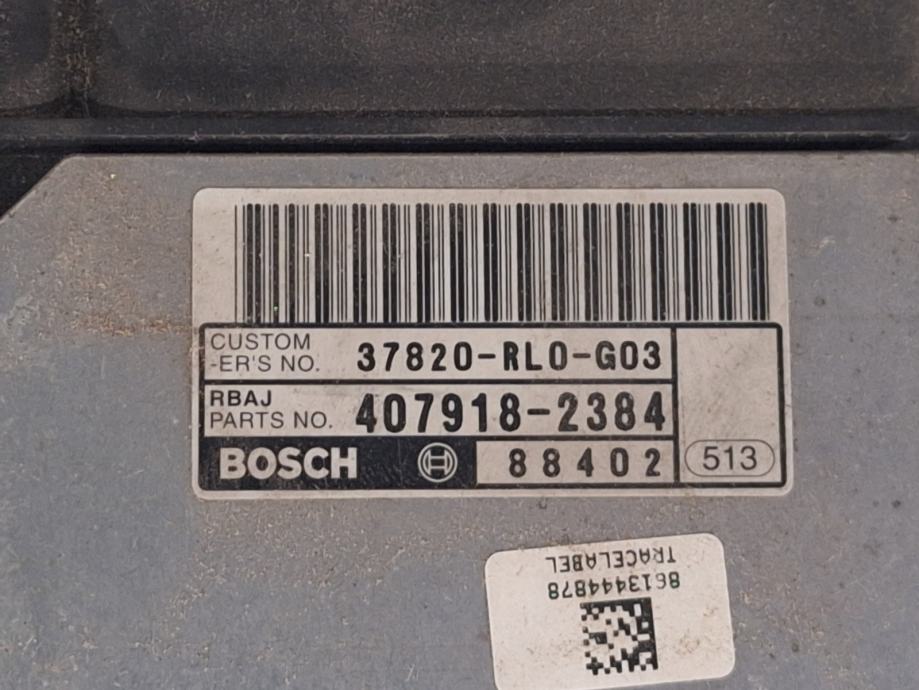 CUSTOM
-ER'S NO. 37820-RL0-G03
RBAJ
PARTS NO. 407918-2384
BOSCH 88402 513
8613444878
TRACELABEL